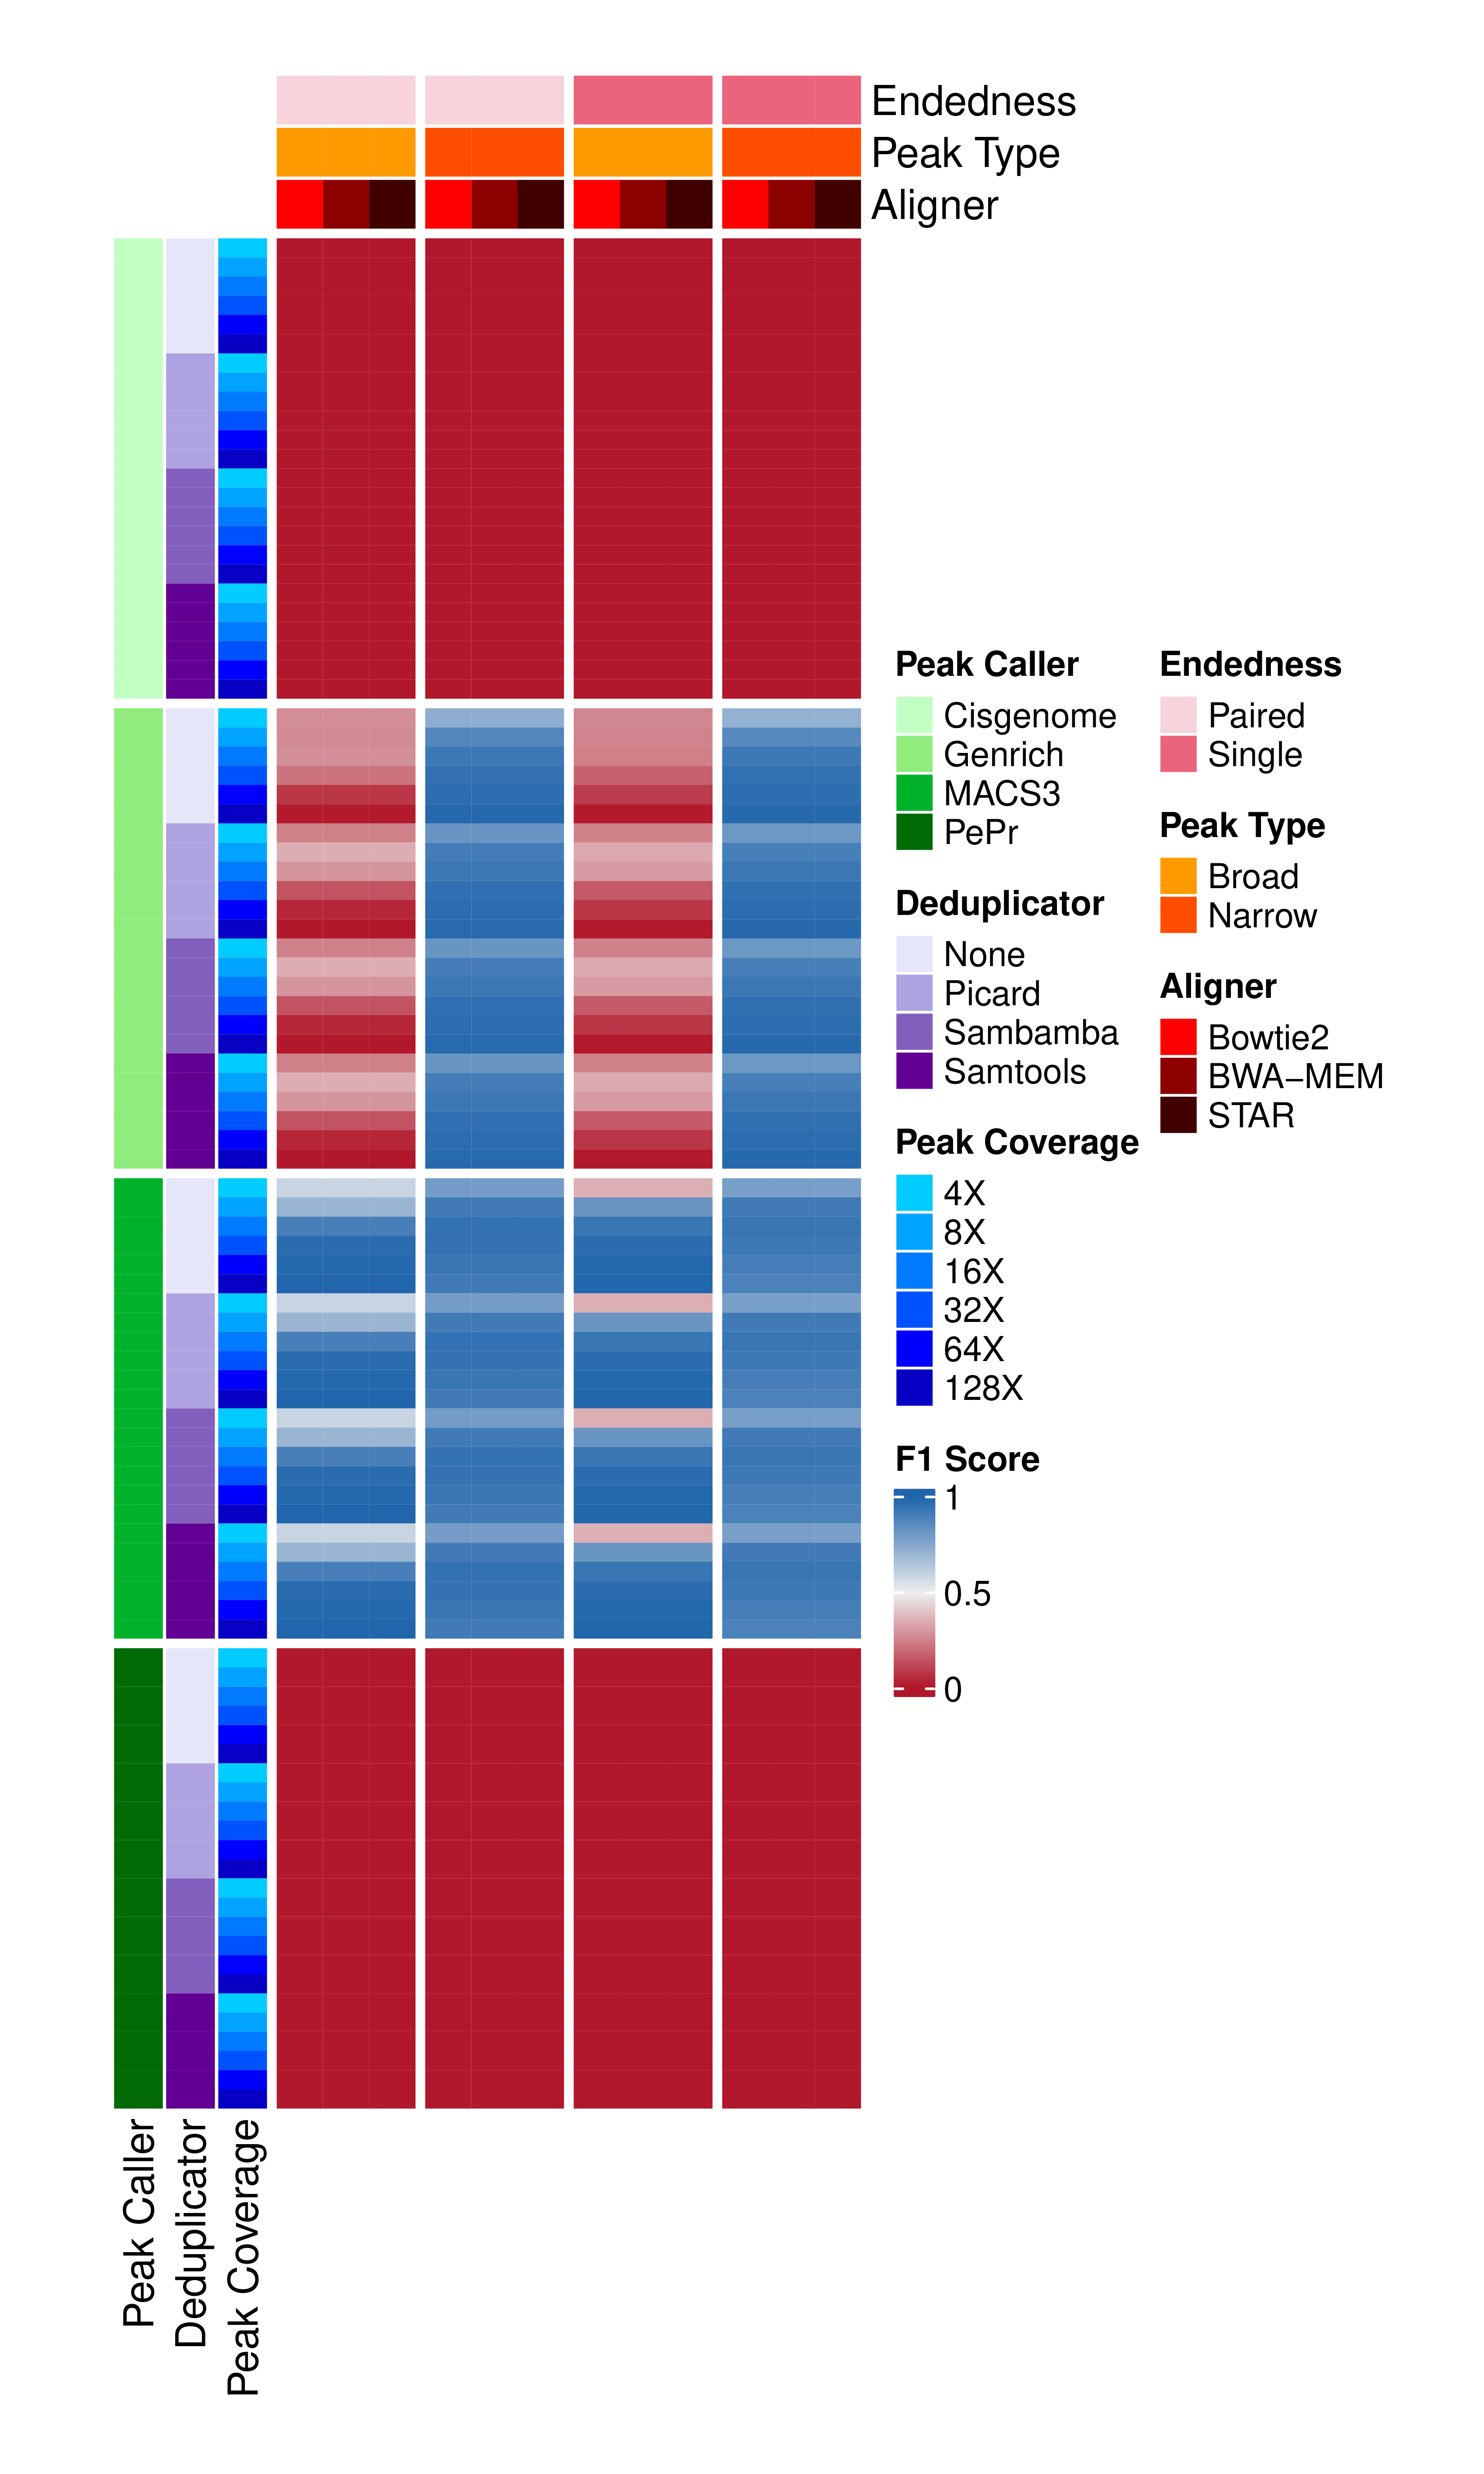 Endedness
Peak Type
Aligner
Peak Caller
Cisgenome
Genrich
MACS3
PePr
Deduplicator
None
Picard
Sambamba
Samtools
Peak Coverage
4X
8X
16X
32X
64X
128X
F1 Score
1
0.5
0
Endedness
Paired
Single
Peak Type
Broad
Narrow
Aligner
Bowtie2
BWA−MEM
STAR
Peak Caller
Deduplicator
Peak Coverage